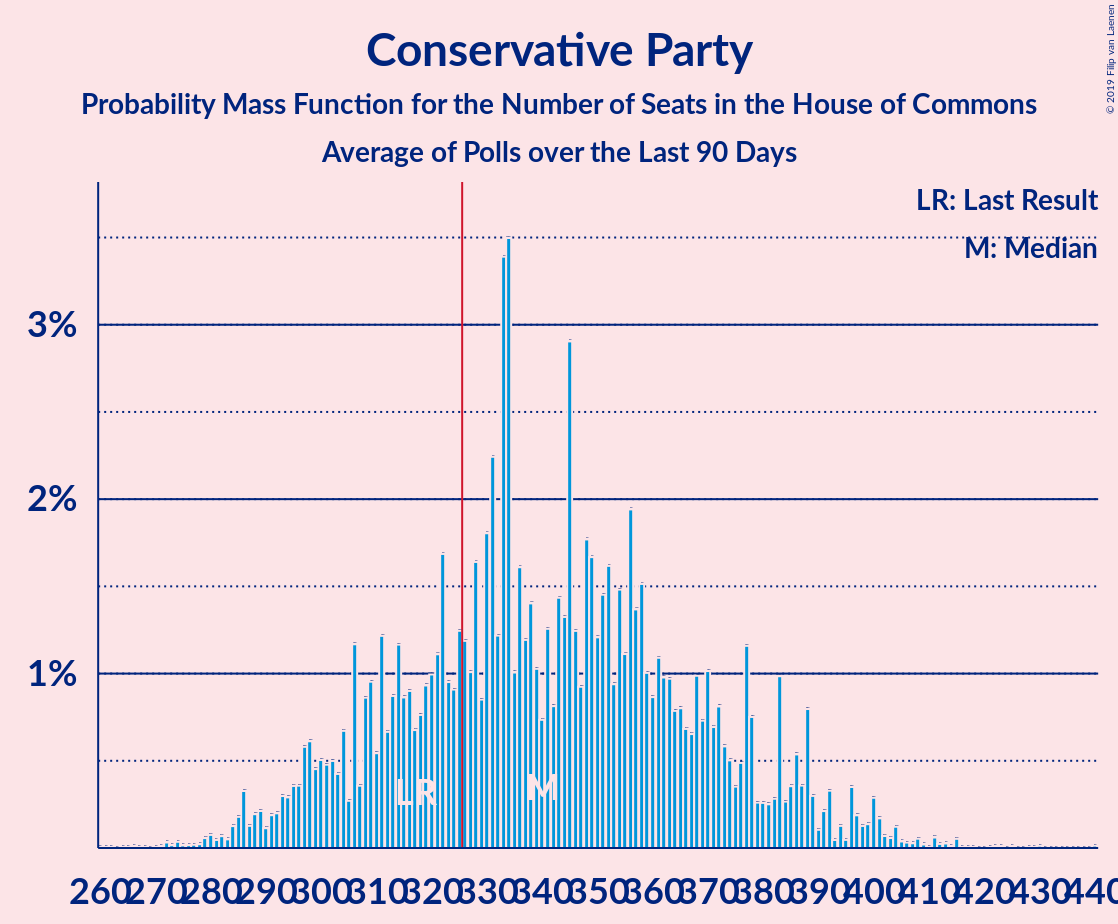 © 2019 Filip van Laenen
Conservative Party
Probability Mass Function for the Number of Seats in the House of Commons
Average of Polls over the Last 90 Days
LR: Last Result
M: Median
3%
2%
1%
LR M
260 270 280 290 300 310 320 330 340 350 360 370 380 390 400 410 420 430 440